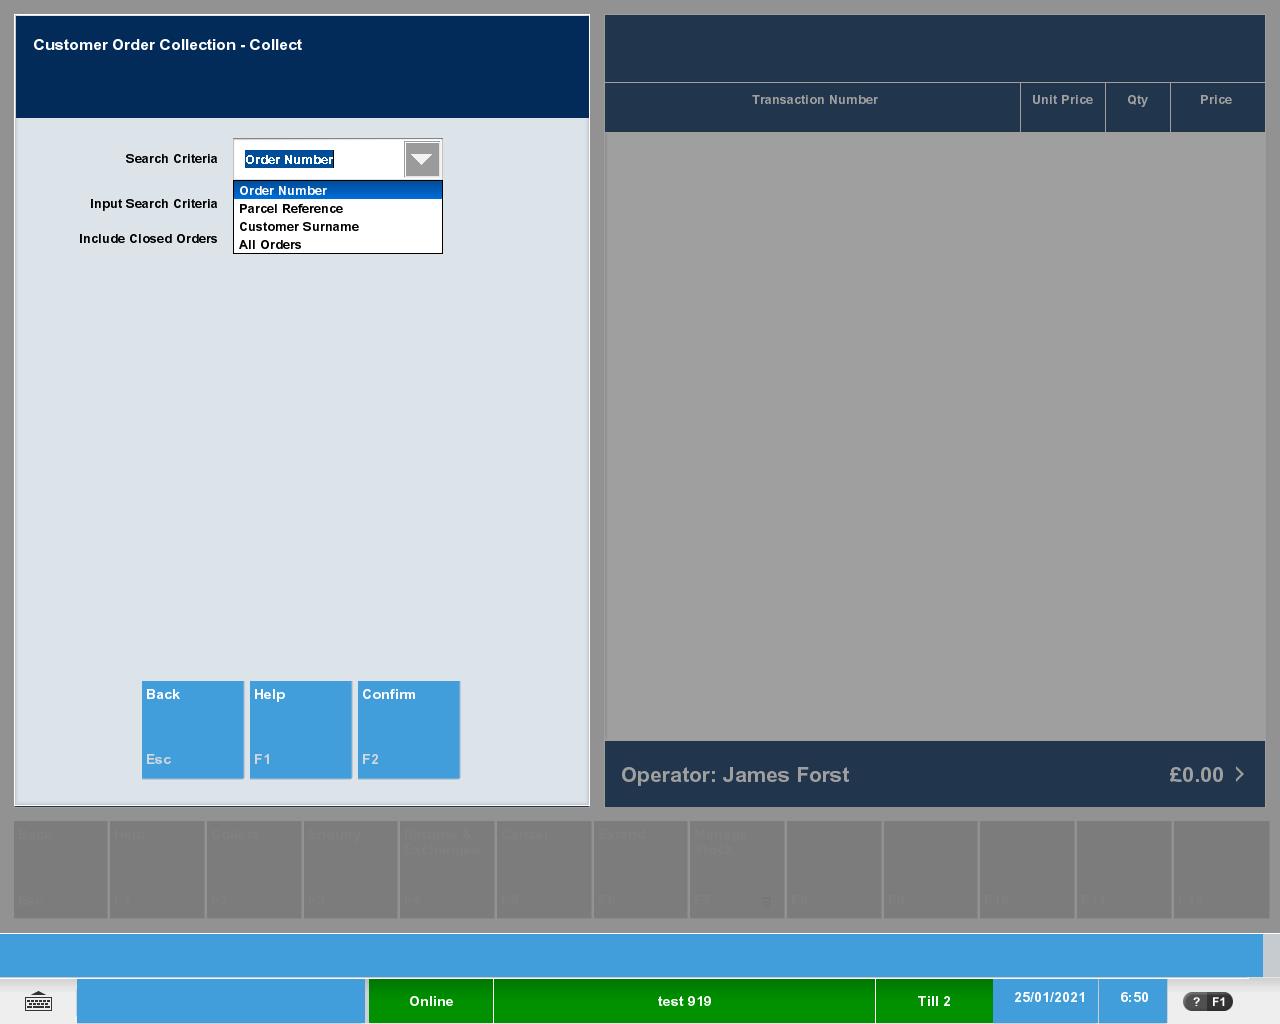 Customer Order Collection - Collect
Search Criteria
Order Number
Order Number
Parcel Reference
Customer Surname
All Orders
Input Search Criteria
Include Closed Orders
Back
Esc
Help
F1
Confirm
F2
Transaction Number
Unit Price
Qty
Price
Operator: James Forst
£0.00 >
Online
test 919
Till 2
25/01/2021
6:50
? F1